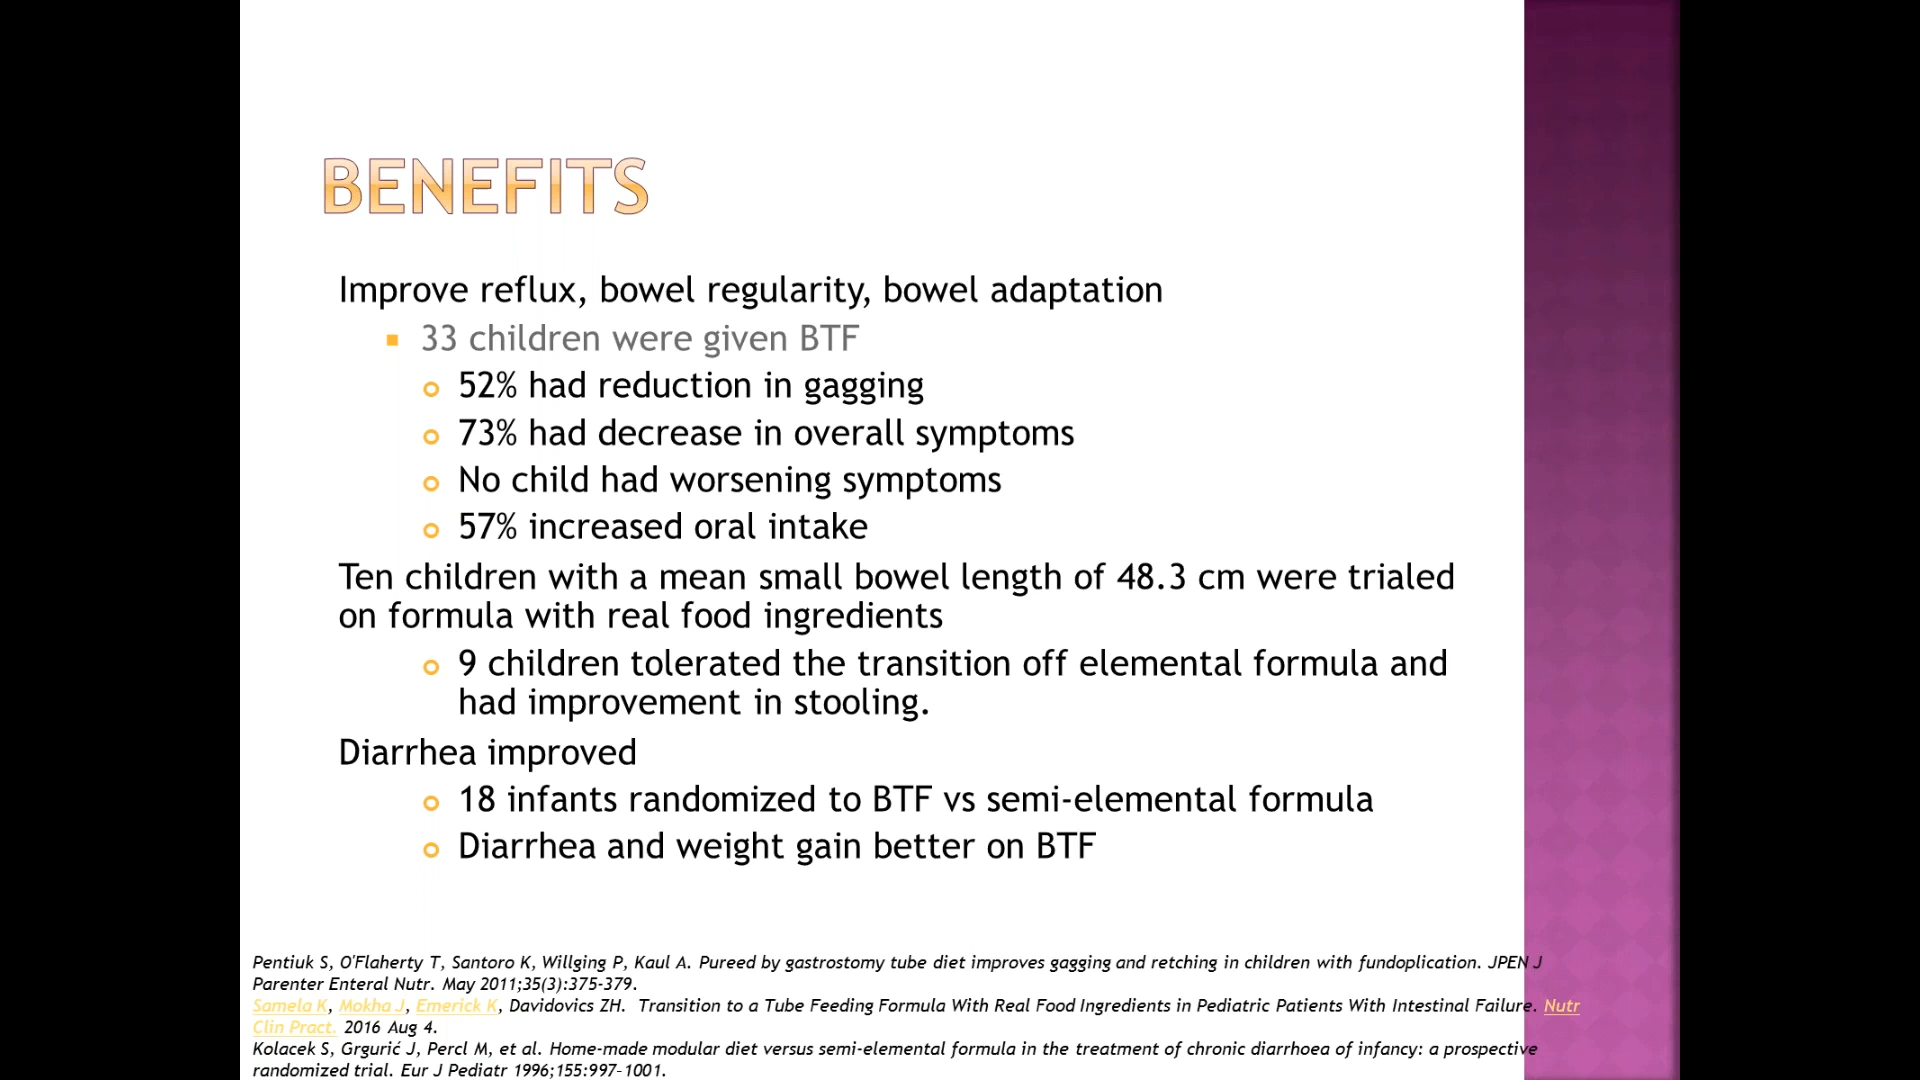 BENEFITS
Improve reflux, bowel regularity, bowel adaptation
33 children were given BTF
52% had reduction in gagging
73% had decrease in overall symptoms
No child had worsening symptoms
57% increased oral intake
Ten children with a mean small bowel length of 48.3 cm were trialed
on formula with real food ingredients
9 children tolerated the transition off elemental formula and
had improvement in stooling.
Diarrhea improved
18 infants randomized to BTF vs semi-elemental formula
Diarrhea and weight gain better on BTF
Pentiuk S, O'Flaherty T, Santoro K, Willging P, Kaul A. Pureed by gastrostomy tube diet improves gagging and retching in children with fundoplication. JPEN J
Parenter Enteral Nutr. May 2011;35(3):375-379.
Samela K, Mokha J, Emerick K, Davidovics ZH. Transition to a Tube Feeding Formula With Real Food Ingredients in Pediatric Patients With Intestinal Failure. Nutr
Clin Pract. 2016 Aug 4.
Kolacek S, Grgurić J, Percl M, et al. Home-made modular diet versus semi-elemental formula in the treatment of chronic diarrhoea of infancy: a prospective
randomized trial. Eur J Pediatr 1996;155:997–1001.